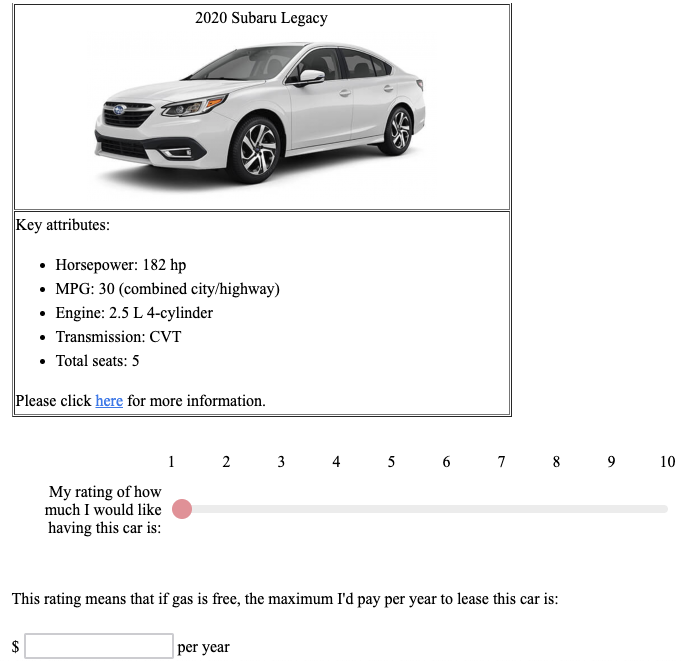 2020 Subaru Legacy
Key attributes:
• Horsepower: 182 hp
• MPG: 30 (combined city/highway)
• Engine: 2.5 L 4-cylinder
• Transmission: CVT
• Total seats: 5
Please click here for more information.
1 2 3 4 5 6 7 8 9 10
My rating of how
much I would like
having this car is:
This rating means that if gas is free, the maximum I'd pay per year to lease this car is:
$ per year